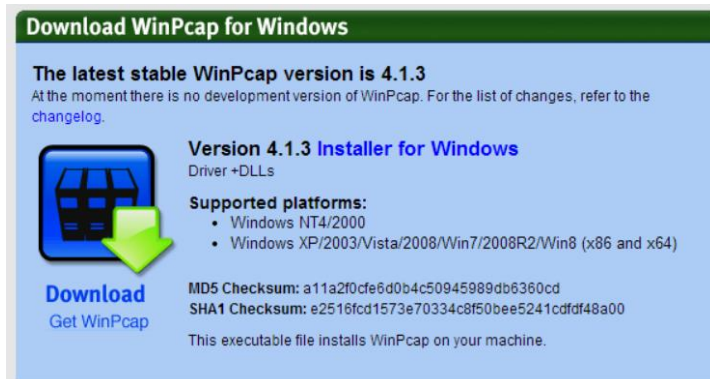 Download WinPcap for Windows
The latest stable WinPcap version is 4.1.3
At the moment there is no development version of WinPcap. For the list of changes, refer to the
changelog.
Version 4.1.3 Installer for Windows
Driver +DLLs
Supported platforms:
• Windows NT4/2000
• Windows XP/2003/Vista/2008/Win7/2008R2/Win8 (x86 and x64)
Download
Get WinPcap
MD5 Checksum: a11a2f0cfe6d0b4c50945989db6360cd
SHA1 Checksum: e2516fcd1573e70334c8f50bee5241cdfdf48a00
This executable file installs WinPcap on your machine.